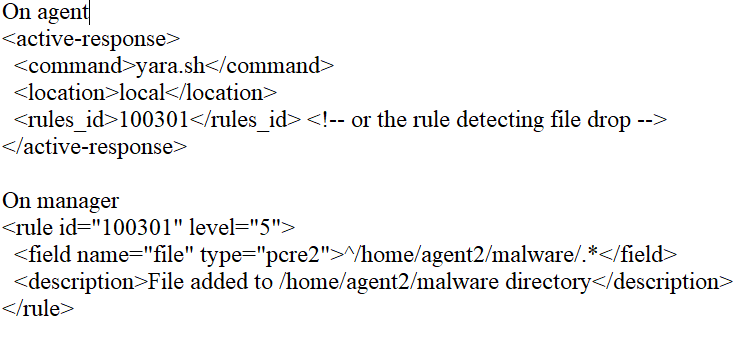 On agent
<active-response>
  <command>yara.sh</command>
  <location>local</location>
  <rules_id>100301</rules_id> <!-- or the rule detecting file drop -->
</active-response>

On manager
<rule id="100301" level="5">
  <field name="file" type="pcre2">^/home/agent2/malware/.*</field>
  <description>File added to /home/agent2/malware directory</description>
</rule>